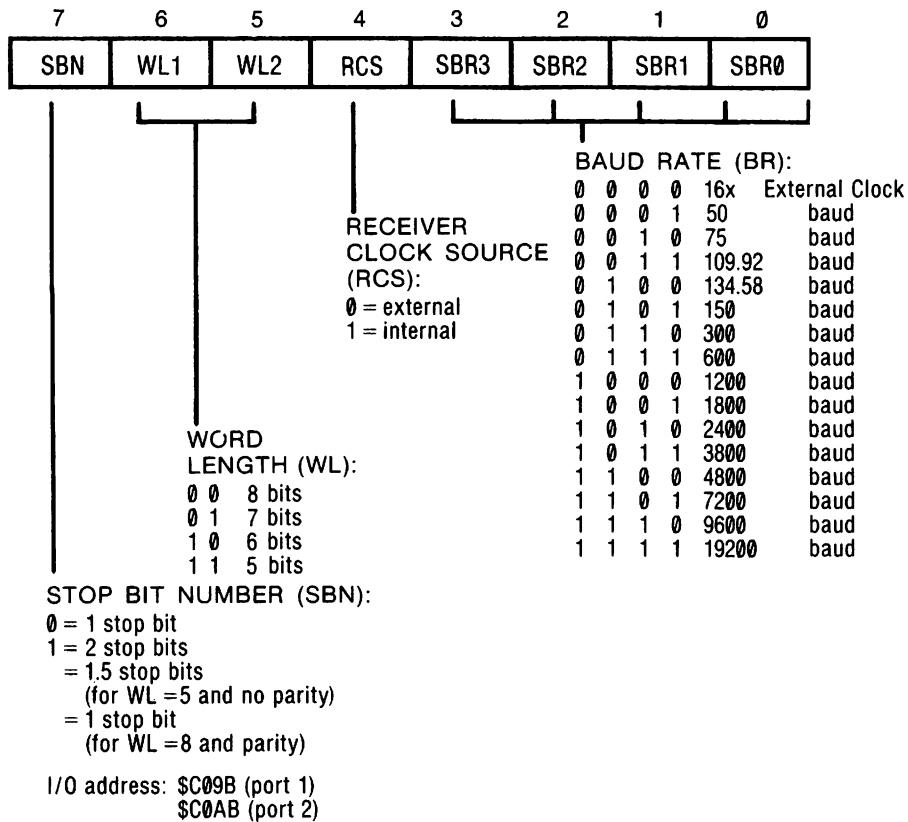 7 6 5 4 3 2 1 0
SBN WL1 WL2 RCS SBR3 SBR2 SBR1 SBR0
BAUD RATE (BR):
0 0 0 0 16x External Clock
0 0 0 1 50 baud
0 0 1 0 75 baud
0 0 1 1 109.92 baud
0 1 0 0 134.58 baud
0 1 0 1 150 baud
0 1 1 0 300 baud
0 1 1 1 600 baud
1 0 0 0 1200 baud
1 0 0 1 1800 baud
1 0 1 0 2400 baud
1 0 1 1 3800 baud
1 1 0 0 4800 baud
1 1 0 1 7200 baud
1 1 1 0 9600 baud
1 1 1 1 19200 baud
RECEIVER
CLOCK SOURCE
(RCS):
0 = external
1 = internal
WORD
LENGTH (WL):
0 0 8 bits
0 1 7 bits
1 0 6 bits
1 1 5 bits
STOP BIT NUMBER (SBN):
0 = 1 stop bit
1 = 2 stop bits
= 1.5 stop bits
(for WL =5 and no parity)
= 1 stop bit
(for WL =8 and parity)
I/O address: $C09B (port 1)
$C0AB (port 2)